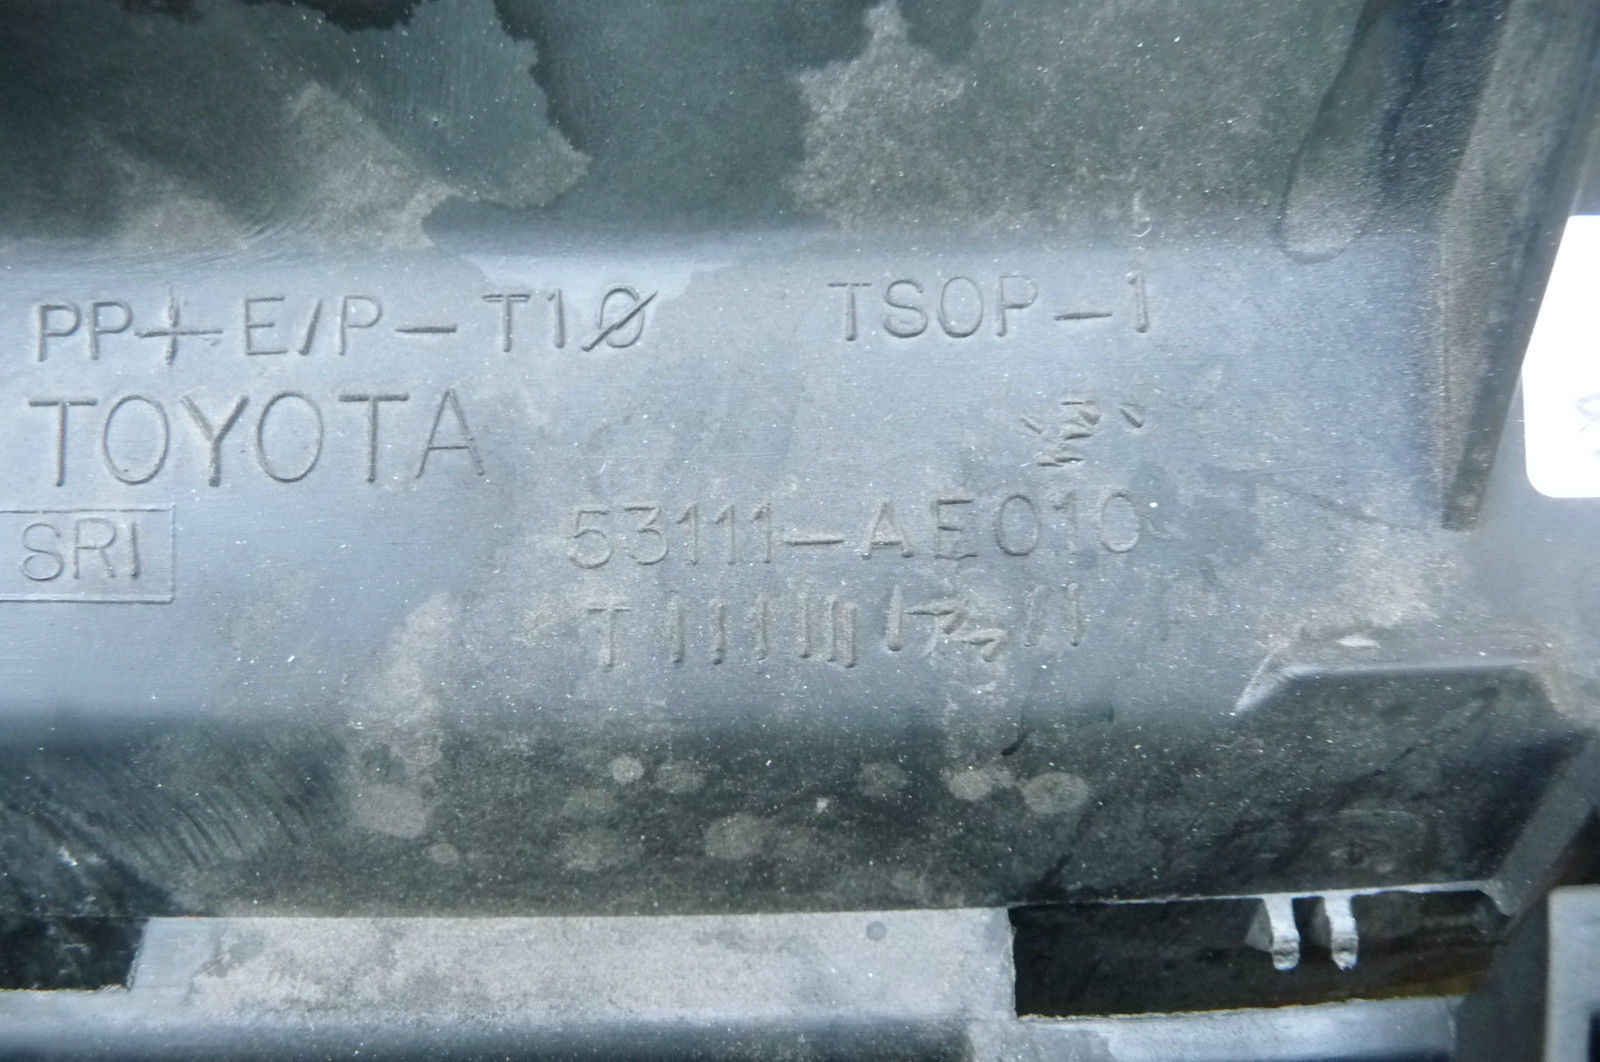 PP+E/P-T10 TSOP-1
TOYOTA
SRI 53111-AE010